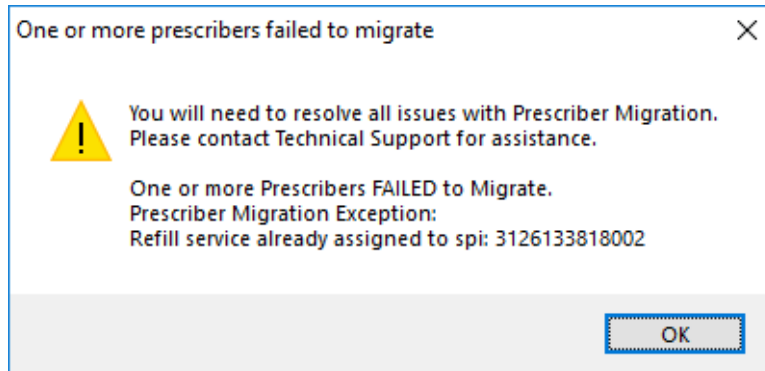 One or more prescribers failed to migrate
You will need to resolve all issues with Prescriber Migration.
Please contact Technical Support for assistance.
One or more Prescribers FAILED to Migrate.
Prescriber Migration Exception:
Refill service already assigned to spi: 3126133818002
OK